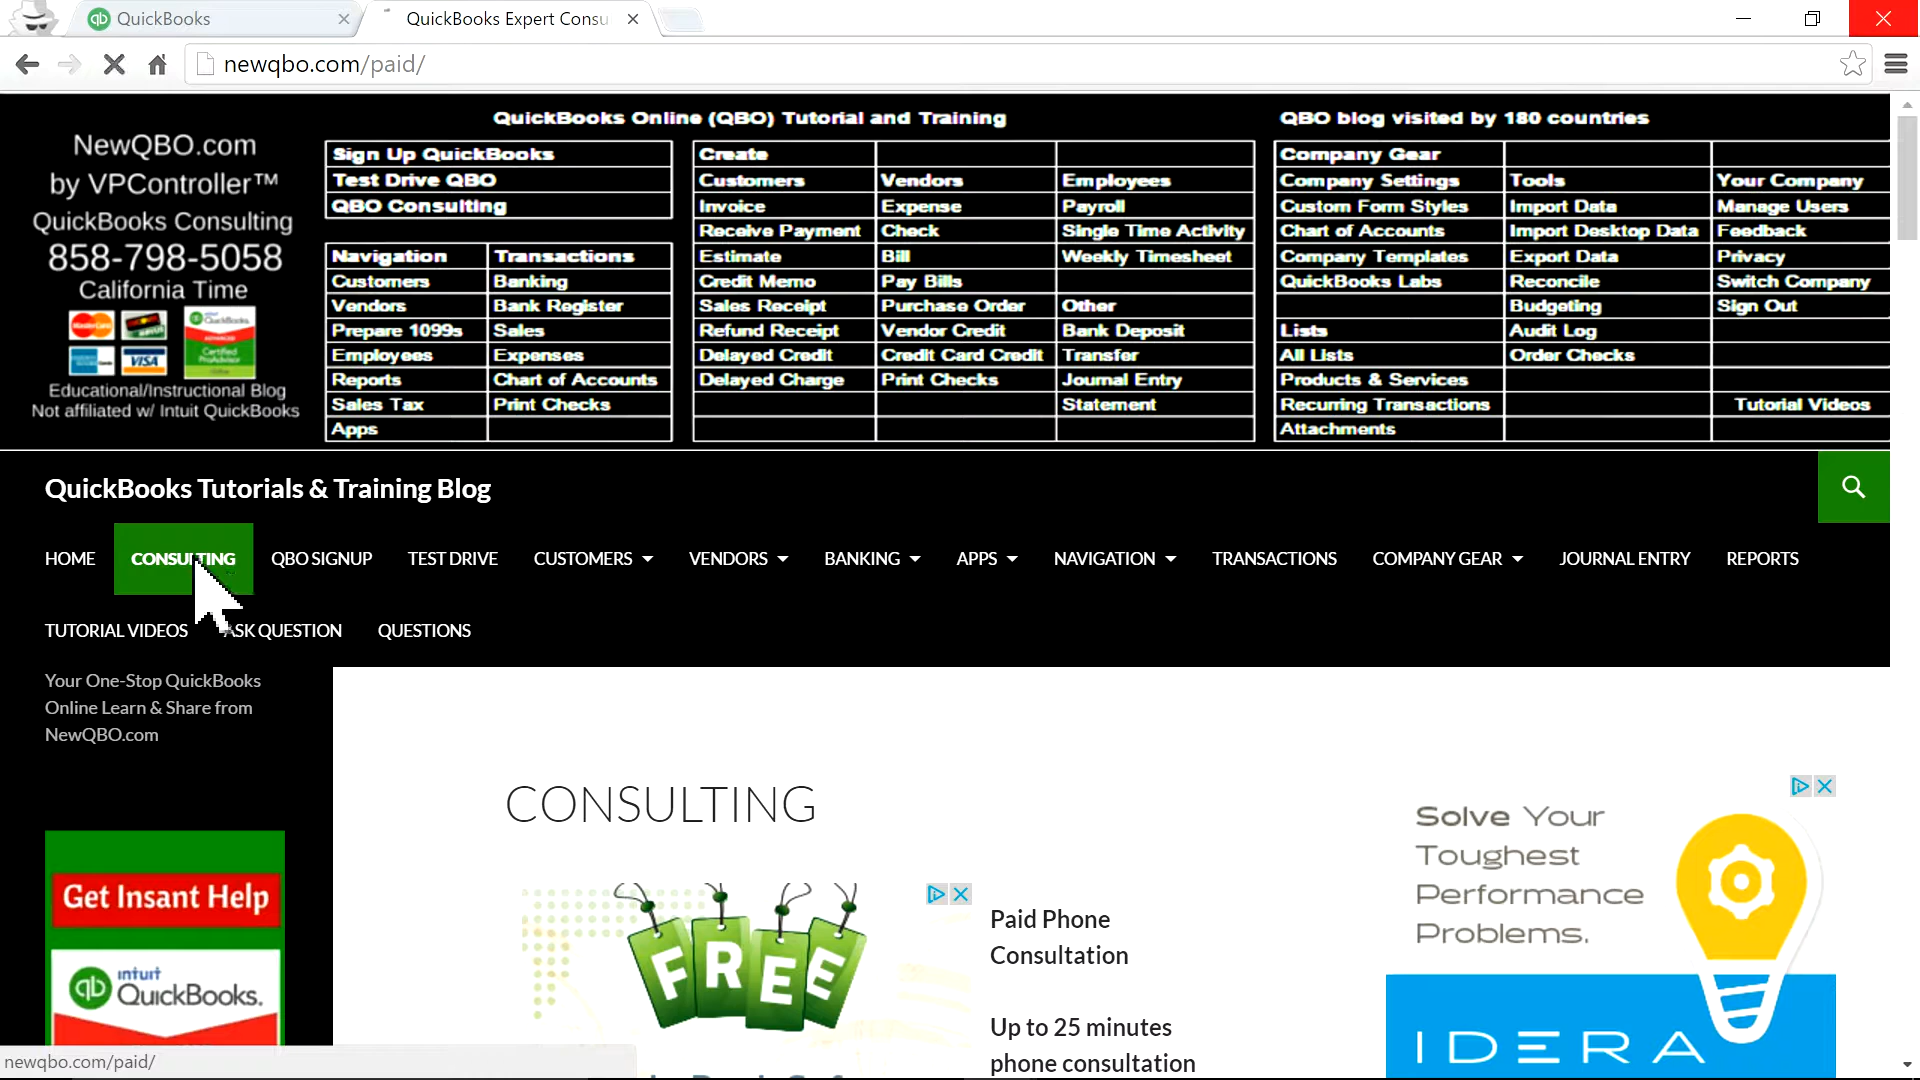 QuickBooks
QuickBooks Expert Consu
newqbo.com/paid/
NewQBO.com
by VPController™
QuickBooks Consulting
858-798-5058
California Time
Educational/Instructional Blog
Not affiliated w/ Intuit QuickBooks
QuickBooks Online (QBO) Tutorial and Training
QBO blog visited by 180 countries
Sign Up QuickBooks
Test Drive QBO
QBO Consulting
Navigation Transactions
Customers Banking
Vendors Bank Register
Prepare 1099s Sales
Employees Expenses
Reports Chart of Accounts
Sales Tax Print Checks
Apps
Create
Customers Vendors Employees
Invoice Expense Payroll
Receive Payment Check Single Time Activity
Estimate Bill Weekly Timesheet
Credit Memo Pay Bills
Sales Receipt Purchase Order Other
Refund Receipt Vendor Credit Bank Deposit
Delayed Credit Credit Card Credit Transfer
Delayed Charge Print Checks Journal Entry
Statement
Company Gear
Company Settings Tools Your Company
Custom Form Styles Import Data Manage Users
Chart of Accounts Import Desktop Data Feedback
Company Templates Export Data Privacy
QuickBooks Labs Reconcile Switch Company
Budgeting Sign Out
Lists Audit Log
All Lists Order Checks
Products & Services
Recurring Transactions Tutorial Videos
Attachments
QuickBooks Tutorials & Training Blog
HOME CONSULTING QBO SIGNUP TEST DRIVE CUSTOMERS VENDORS BANKING APPS NAVIGATION TRANSACTIONS COMPANY GEAR JOURNAL ENTRY REPORTS
TUTORIAL VIDEOS ASK QUESTION QUESTIONS
Your One-Stop QuickBooks
Online Learn & Share from
NewQBO.com
Get Insant Help
intuit
QuickBooks.
CONSULTING
FREE
Paid Phone
Consultation
Up to 25 minutes
phone consultation
Solve Your
Toughest
Performance
Problems.
IDERA
newqbo.com/paid/